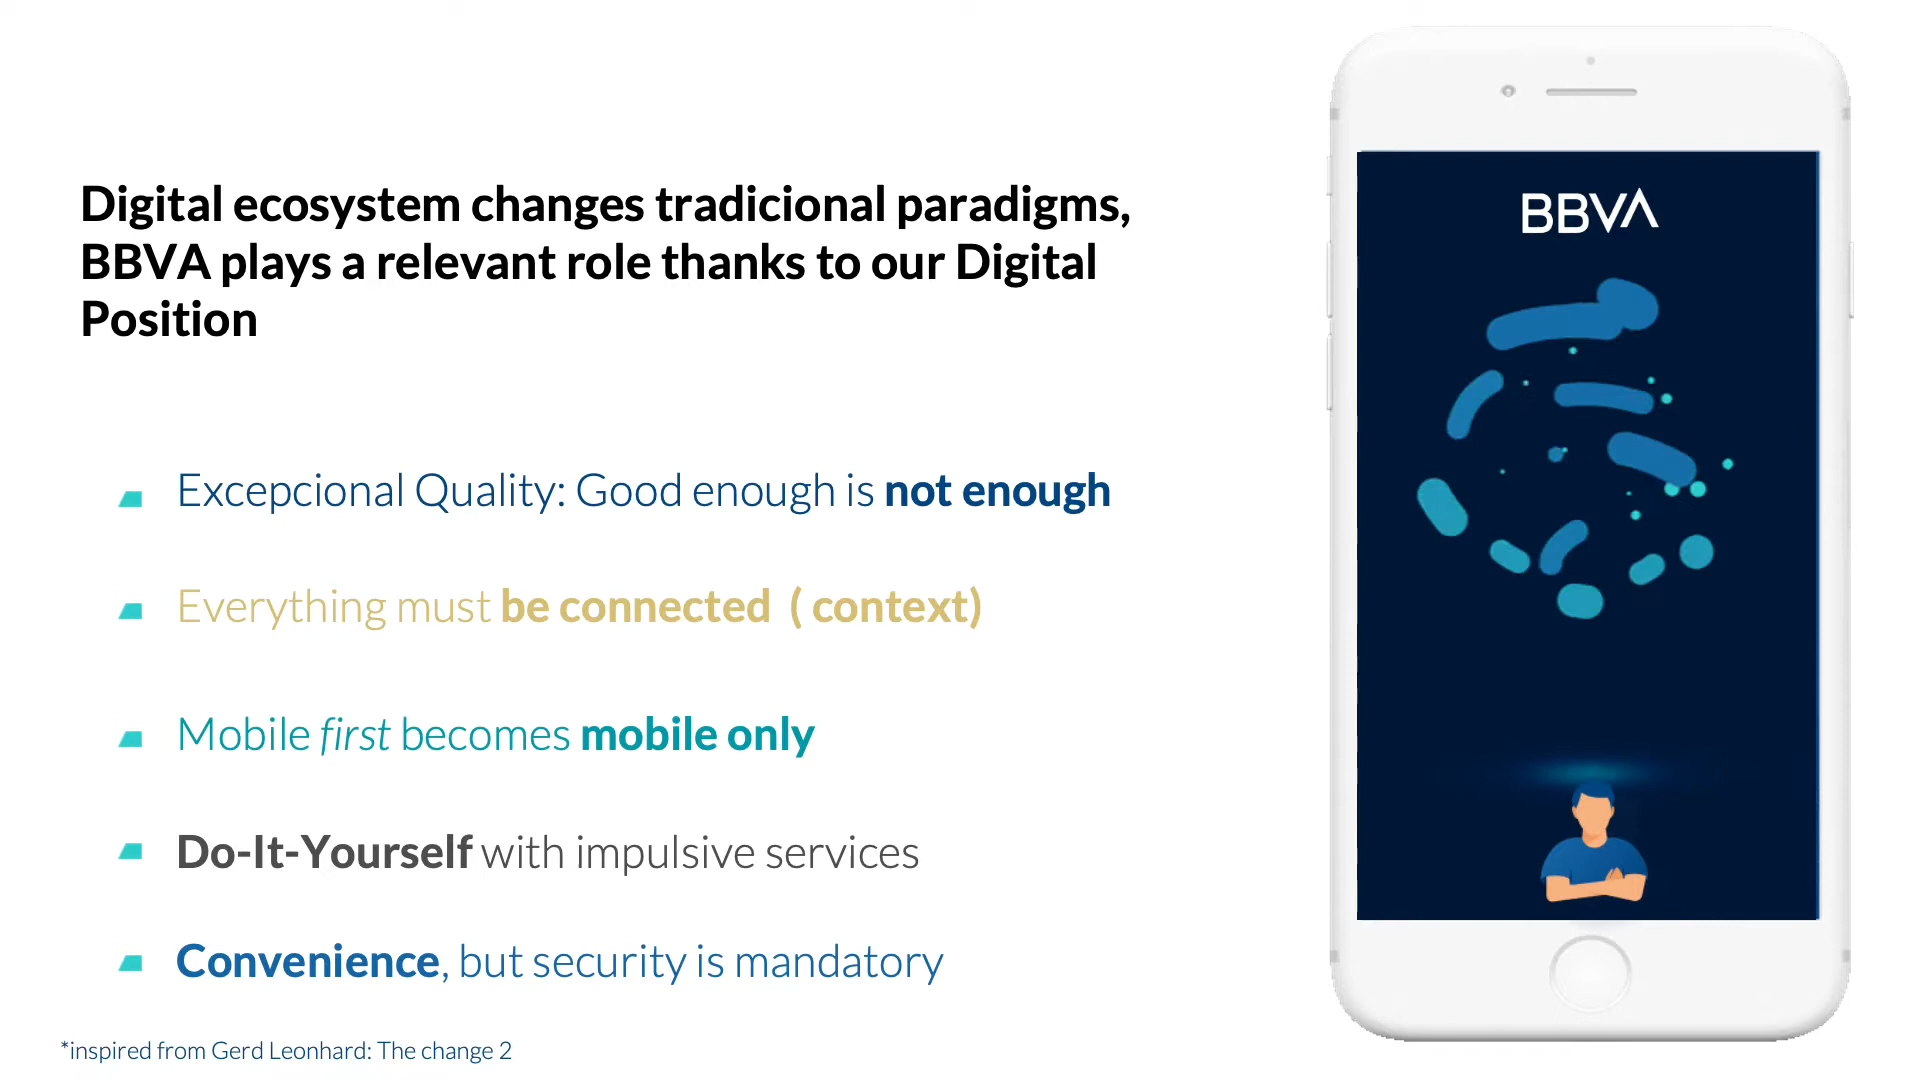 Digital ecosystem changes tradicional paradigms,
BBVA plays a relevant role thanks to our Digital
Position
Excepcional Quality: Good enough is not enough
Everything must be connected ( context)
Mobile first becomes mobile only
Do-It-Yourself with impulsive services
Convenience, but security is mandatory
*inspired from Gerd Leonhard: The change 2
BBVA